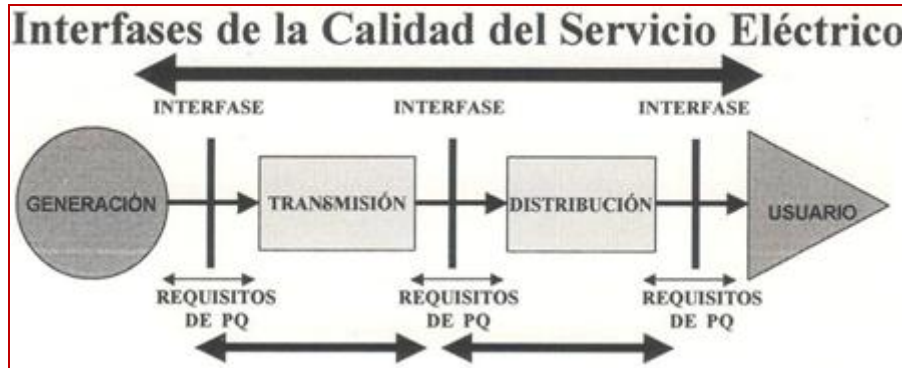 Interfases de la Calidad del Servicio Eléctrico
INTERFASE
INTERFASE
INTERFASE
GENERACIÓN
TRANSMISIÓN
DISTRIBUCIÓN
USUARIO
REQUISITOS
DE PQ
REQUISITOS
DE PQ
REQUISITOS
DE PQ